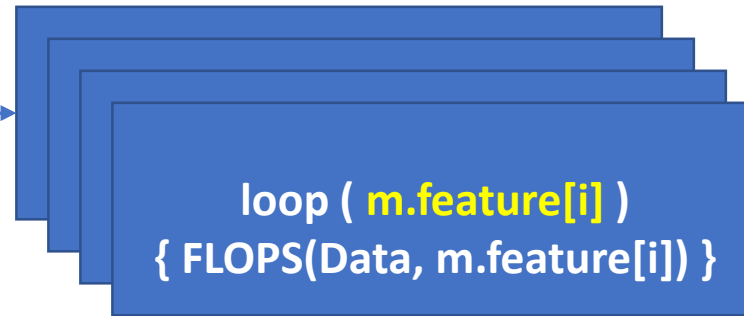 loop ( m.feature[i] )
{ FLOPS(Data, m.feature[i]) }